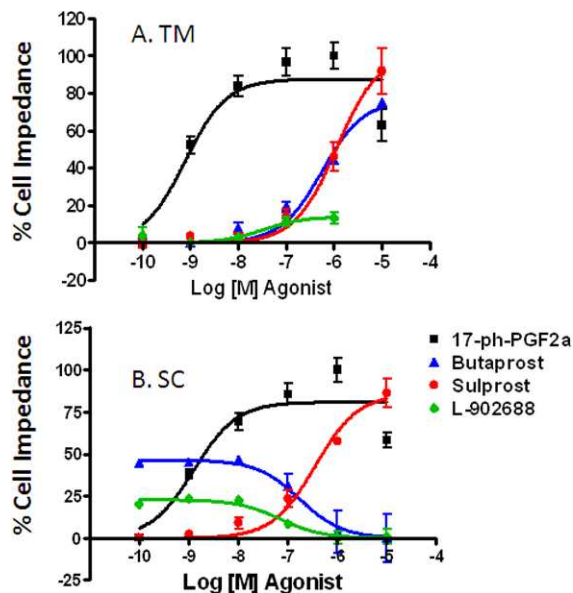 A. TM
% Cell Impedance
120
100
80
60
40
20
0
20
-10 -9 -8 -7 -6 -5 -4
Log [M] Agonist
B. SC
% Cell Impedance
125
100
75
50
25
0
-25
-10 -9 -8 -7 -6 -5 -4
Log [M] Agonist
17-ph-PGF2a
Butaprost
Sulprost
L-902688